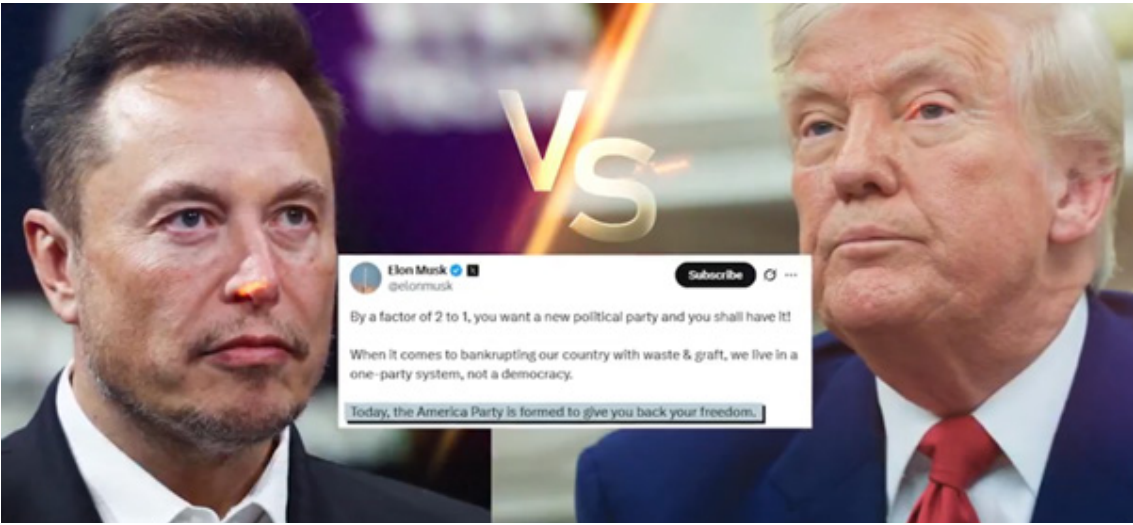 VS
Elon Musk
@elonmusk
Subscribe
By a factor of 2 to 1, you want a new political party and you shall have it!
When it comes to bankrupting our country with waste & graft, we live in a
one-party system, not a democracy.
Today, the America Party is formed to give you back your freedom.